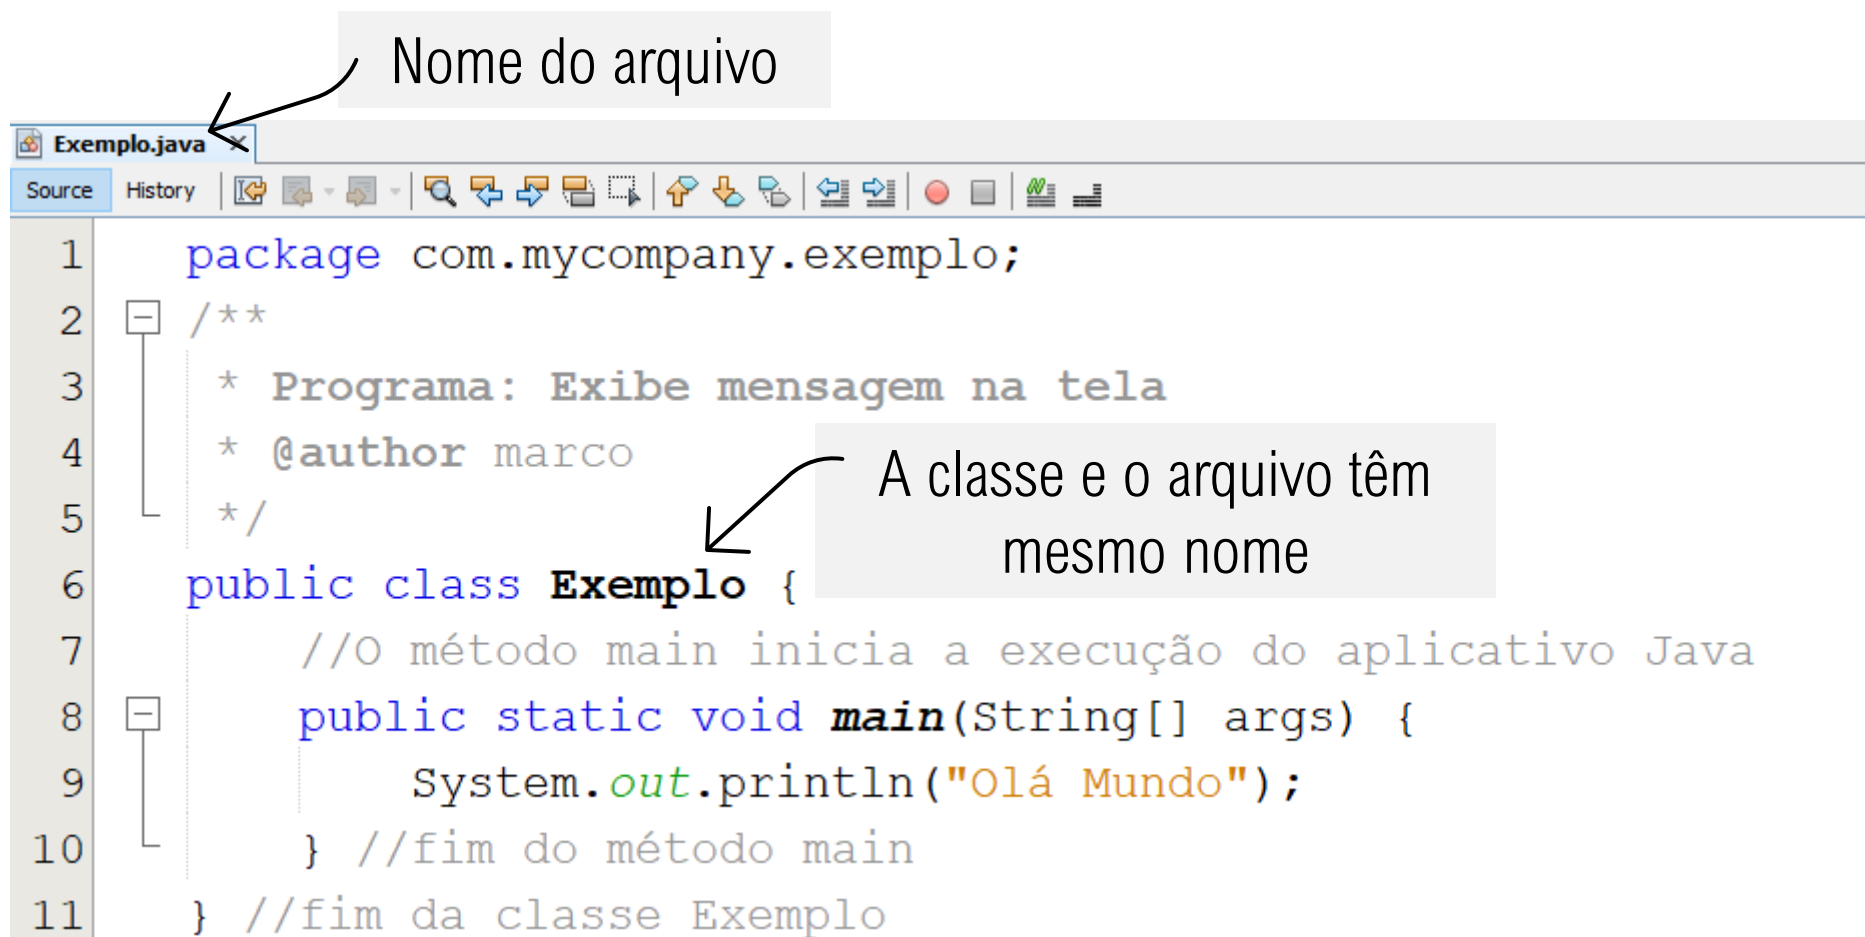 Nome do arquivo
Exemplo.java
Source History
1 package com.mycompany.exemplo;
2 /**
3 * Programa: Exibe mensagem na tela
4 * @author marco
A classe e o arquivo têm
mesmo nome
5 */
6 public class Exemplo {
7 //O método main inicia a execução do aplicativo Java
8 public static void main(String[] args) {
9 System.out.println("Olá Mundo");
10 } //fim do método main
11 } //fim da classe Exemplo